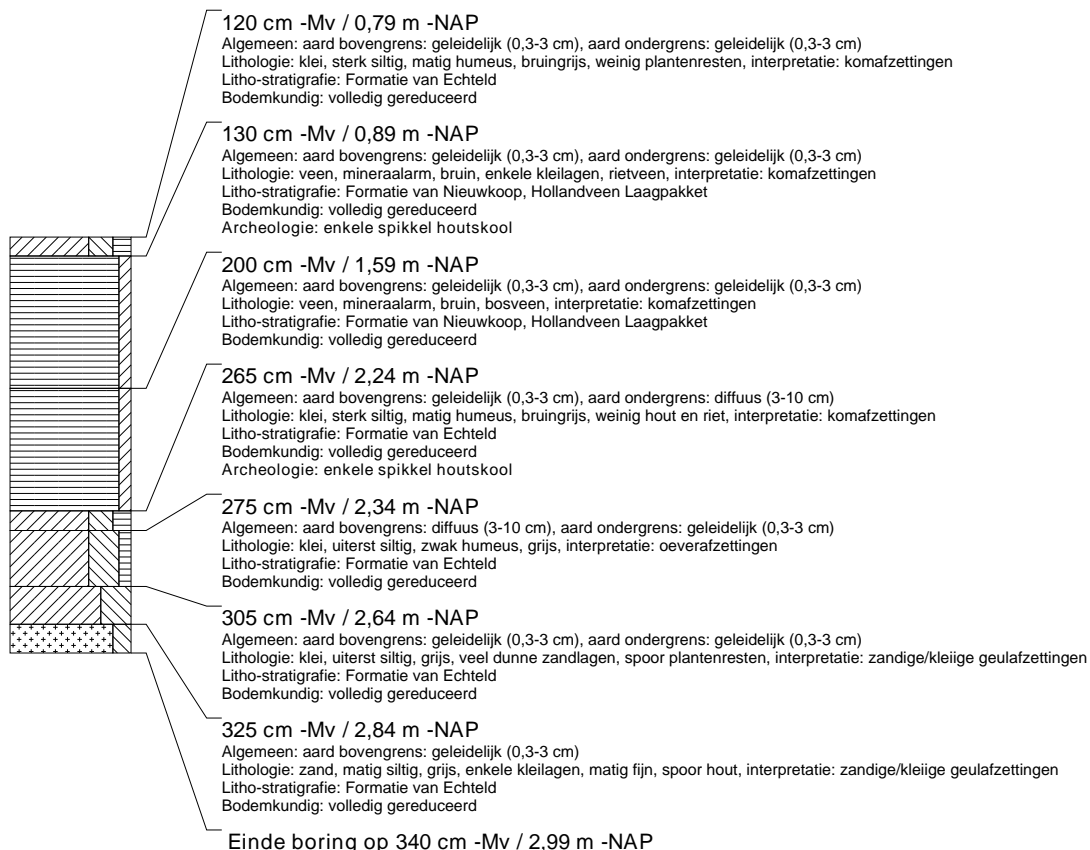 120 cm -Mv / 0,79 m -NAP
Algemeen: aard bovengrens: geleidelijk (0,3-3 cm), aard ondergrens: geleidelijk (0,3-3 cm)
Lithologie: klei, sterk siltig, matig humeus, bruingrijs, weinig plantenresten, interpretatie: komafzettingen
Litho-stratigrafie: Formatie van Echteld
Bodemkundig: volledig gereduceerd
130 cm -Mv / 0,89 m -NAP
Algemeen: aard bovengrens: geleidelijk (0,3-3 cm), aard ondergrens: geleidelijk (0,3-3 cm)
Lithologie: veen, mineraalarm, bruin, enkele kleilagen, rietveen, interpretatie: komafzettingen
Litho-stratigrafie: Formatie van Nieuwkoop, Hollandveen Laagpakket
Bodemkundig: volledig gereduceerd
Archeologie: enkele spikkel houtskool
200 cm -Mv / 1,59 m -NAP
Algemeen: aard bovengrens: geleidelijk (0,3-3 cm), aard ondergrens: geleidelijk (0,3-3 cm)
Lithologie: veen, mineraalarm, bruin, bosveen, interpretatie: komafzettingen
Litho-stratigrafie: Formatie van Nieuwkoop, Hollandveen Laagpakket
Bodemkundig: volledig gereduceerd
265 cm -Mv / 2,24 m -NAP
Algemeen: aard bovengrens: geleidelijk (0,3-3 cm), aard ondergrens: diffuus (3-10 cm)
Lithologie: klei, sterk siltig, matig humeus, bruingrijs, weinig hout en riet, interpretatie: komafzettingen
Litho-stratigrafie: Formatie van Echteld
Bodemkundig: volledig gereduceerd
Archeologie: enkele spikkel houtskool
275 cm -Mv / 2,34 m -NAP
Algemeen: aard bovengrens: diffuus (3-10 cm), aard ondergrens: geleidelijk (0,3-3 cm)
Lithologie: klei, uiterst siltig, zwak humeus, grijs, interpretatie: oeverafzettingen
Litho-stratigrafie: Formatie van Echteld
Bodemkundig: volledig gereduceerd
305 cm -Mv / 2,64 m -NAP
Algemeen: aard bovengrens: geleidelijk (0,3-3 cm), aard ondergrens: geleidelijk (0,3-3 cm)
Lithologie: klei, uiterst siltig, grijs, veel dunne zandlagen, spoor plantenresten, interpretatie: zandige/kleiige geulafzettingen
Litho-stratigrafie: Formatie van Echteld
Bodemkundig: volledig gereduceerd
325 cm -Mv / 2,84 m -NAP
Algemeen: aard bovengrens: geleidelijk (0,3-3 cm)
Lithologie: zand, matig siltig, grijs, enkele kleilagen, matig fijn, spoor hout, interpretatie: zandige/kleiige geulafzettingen
Litho-stratigrafie: Formatie van Echteld
Bodemkundig: volledig gereduceerd
Einde boring op 340 cm -Mv / 2,99 m -NAP